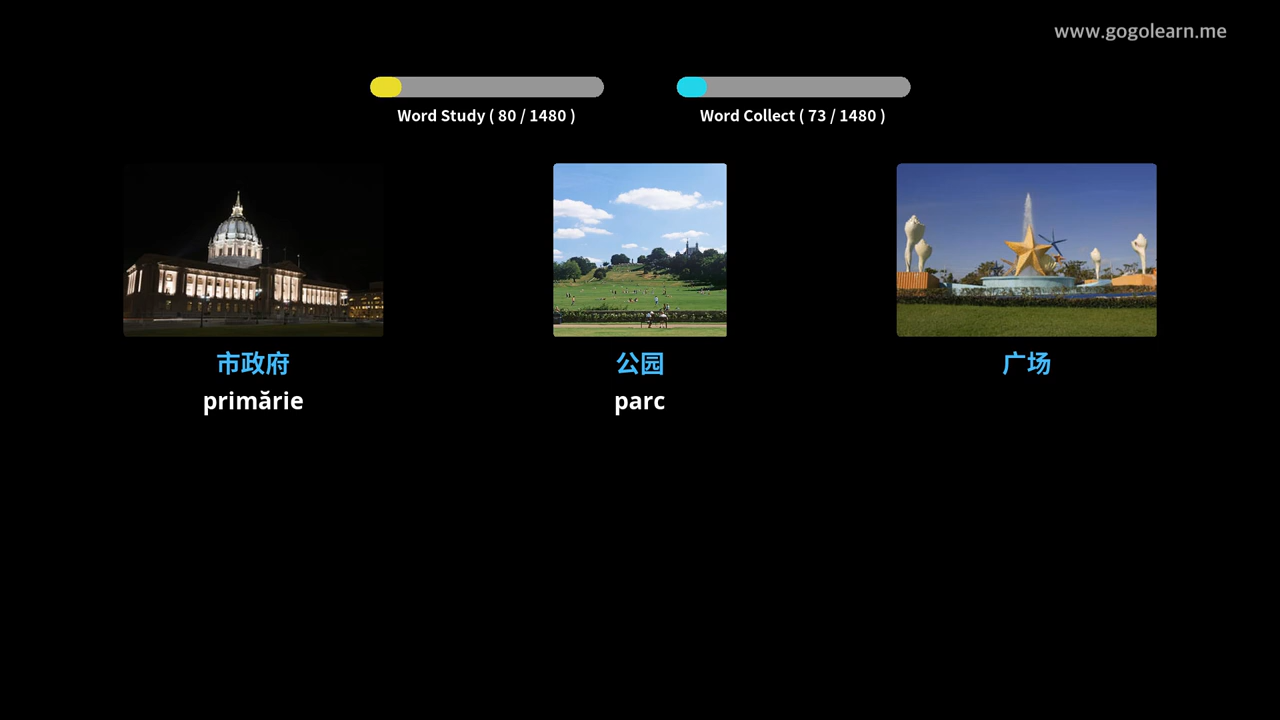 www.gogolearn.me
Word Study ( 80 / 1480 )
Word Collect ( 73 / 1480 )
市政府
primărie
公园
parc
广场